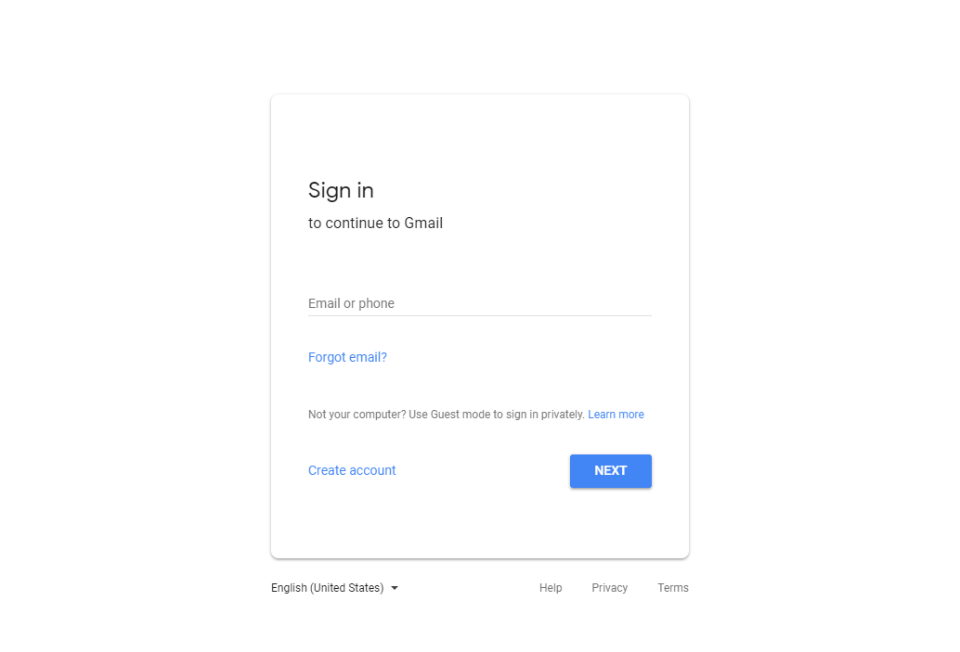 Sign in
to continue to Gmail
Email or phone
Forgot email?
Not your computer? Use Guest mode to sign in privately. Learn more
Create account NEXT
English (United States) Help Privacy Terms